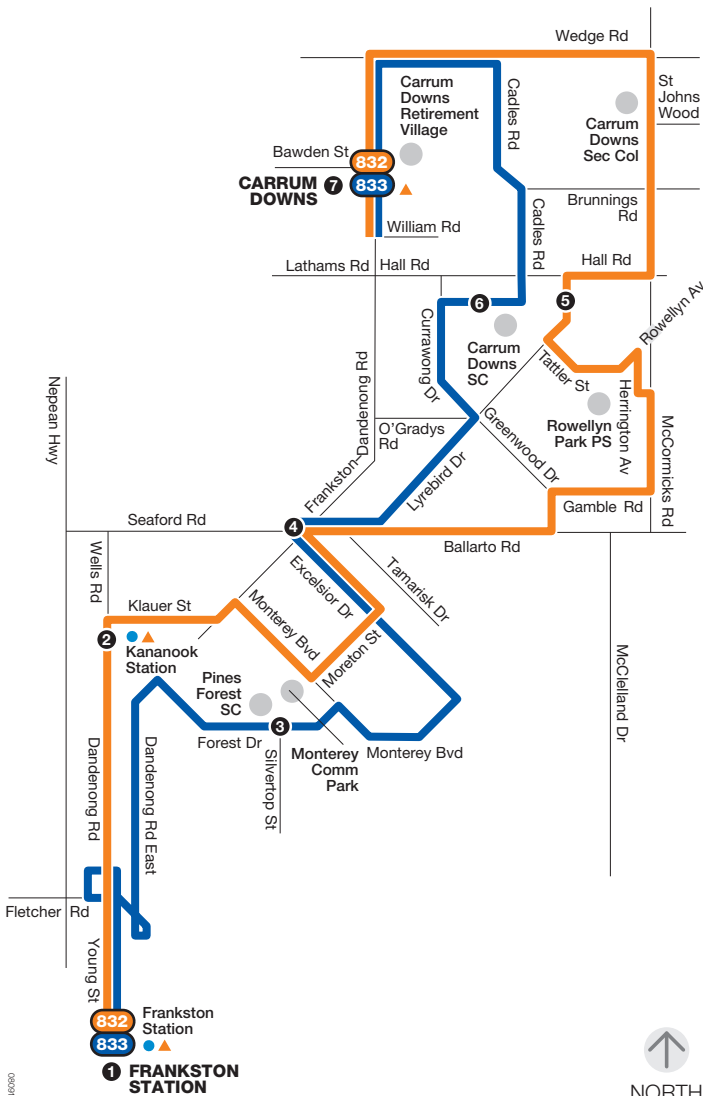 Wedge Rd
Carrum
Downs
Retirement
Village
Cadles Rd
St
Johns
Wood
Carrum
Downs
Sec Col
Bawden St
832
833
CARRUM
DOWNS
7
Brunnings
Rd
William Rd
Cadles Rd
Lathams Rd
Hall Rd
Hall Rd
6
5
Rowellyn Av
Currawong Dr
Carrum
Downs
SC
Tattler St
Nepean Hwy
Frankston–Dandenong Rd
Herrington Av
Rowellyn
Park PS
McCormicks Rd
O'Gradys
Rd
Greenwood Dr
Lyrebird Dr
Gamble Rd
Seaford Rd
4
Ballarto Rd
Wells Rd
Excelsior Dr
Tamarisk Dr
Klauer St
Monterey Bvd
Moreton St
2
Kananook
Station
Pines
Forest
SC
McClelland Dr
3
Forest Dr
Silvertop St
Monterey
Comm
Park
Monterey Bvd
Dandenong Rd
Dandenong Rd East
Fletcher Rd
Young St
832
833
Frankston
Station
1
FRANKSTON
STATION
NORTH
08091